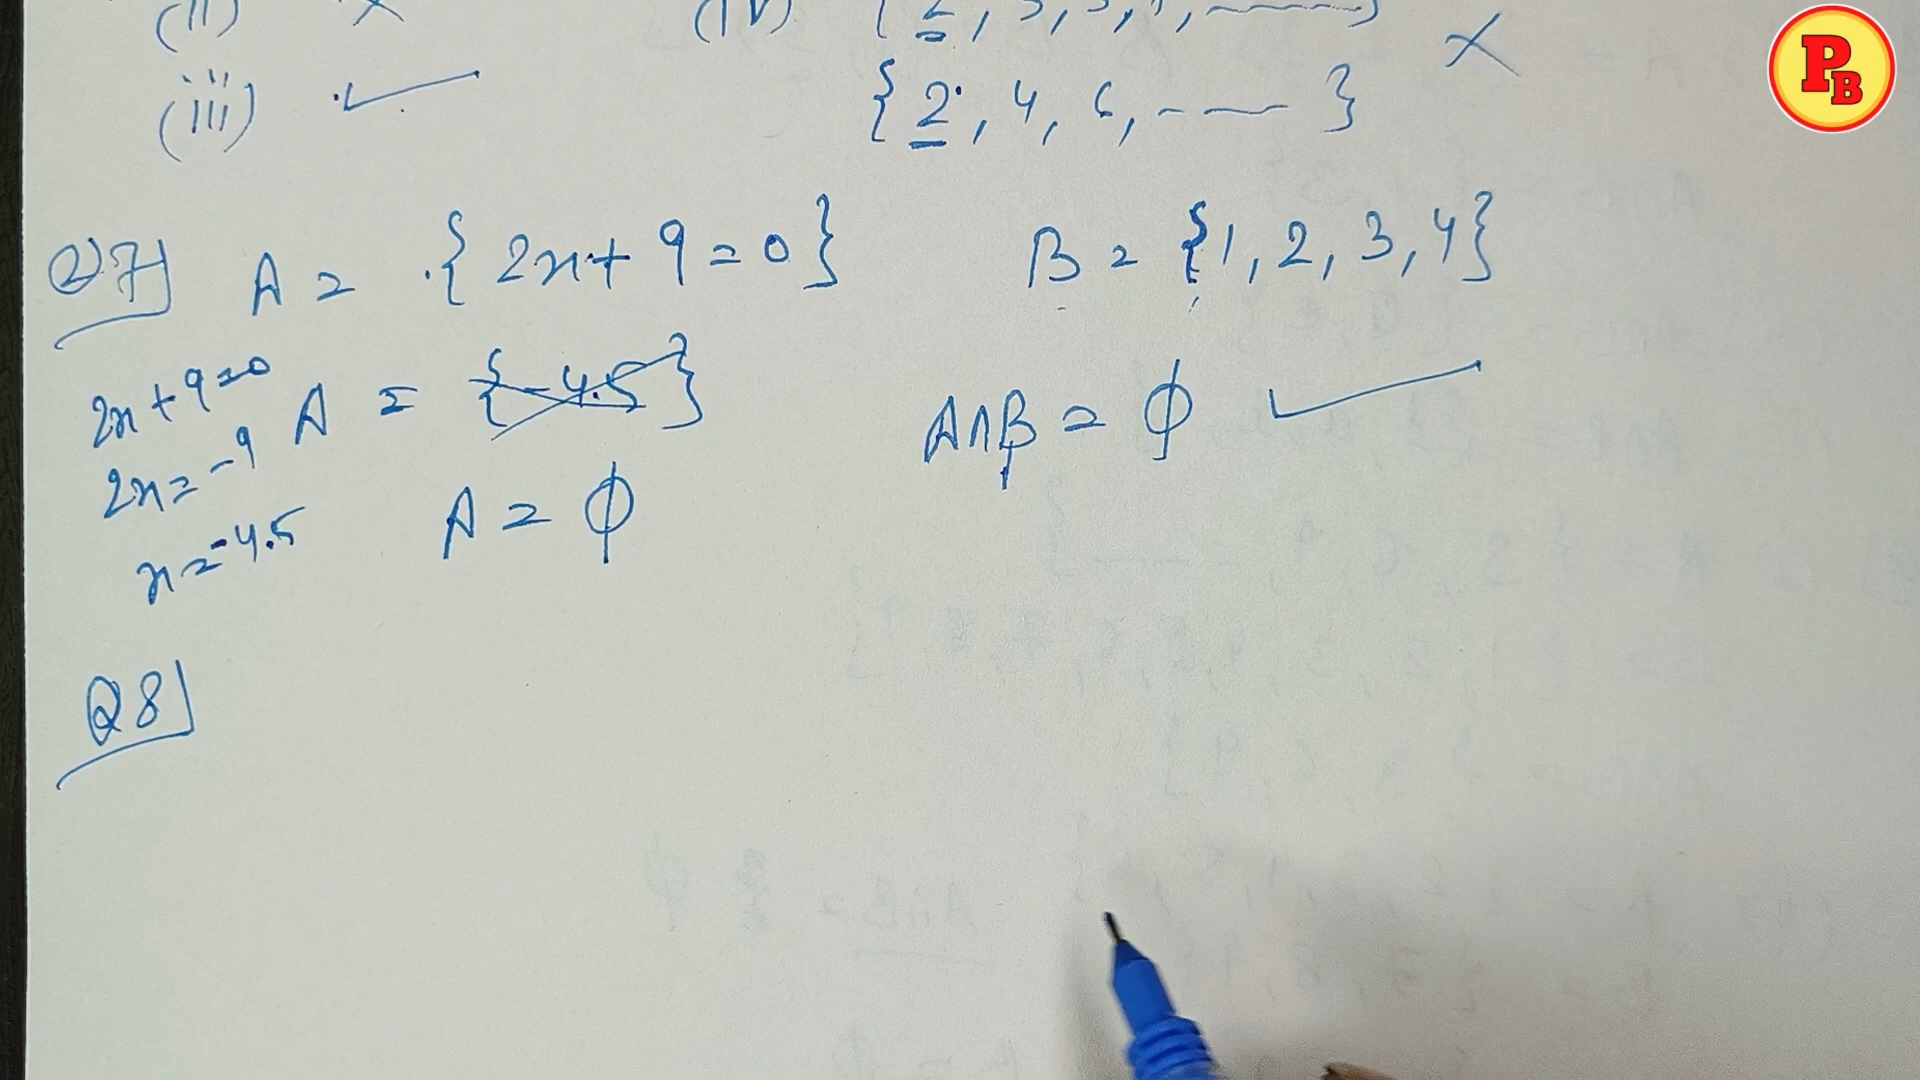 (ii) ×
(iv) {2, 3, 5, 7, ——}
(iii) ✓
{2, 4, 6, - ——} ×
Q7] A = {2x + 9 = 0} B = {1, 2, 3, 4}
2x + 9 = 0
2x = -9
x = -4.5
A = {-4.5}
A = ϕ
A∩B = ϕ ✓
Q8]
PB